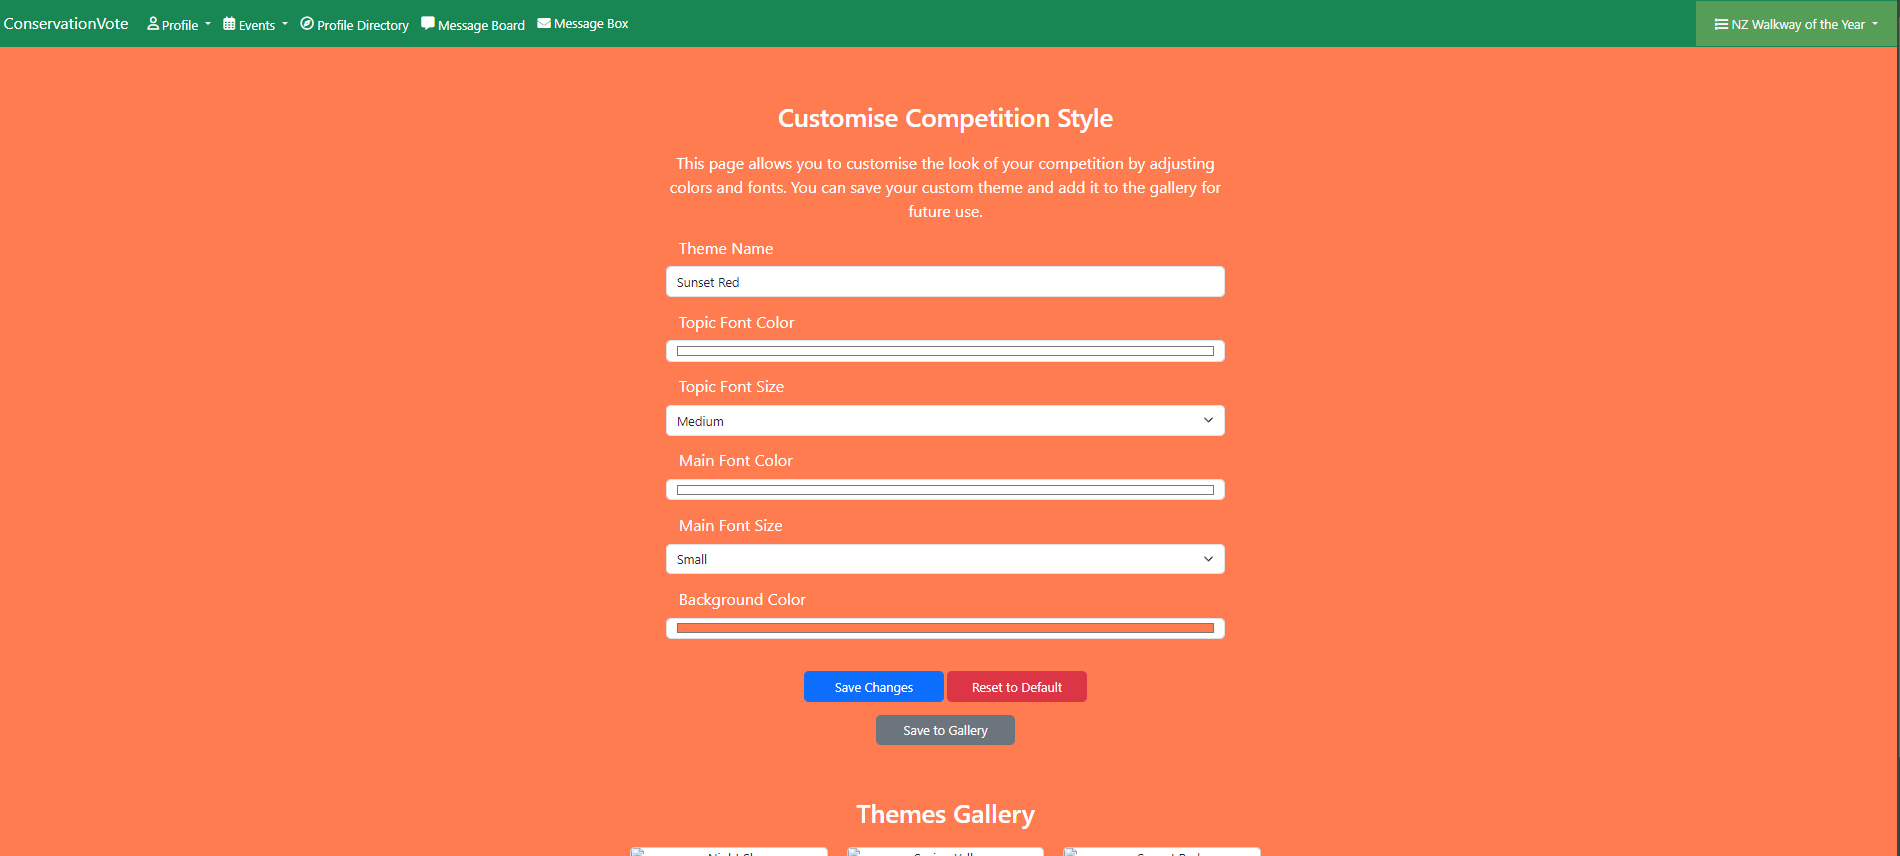 ConservationVote Profile Events Profile Directory Message Board Message Box NZ Walkway of the Year
Customise Competition Style
This page allows you to customise the look of your competition by adjusting
colors and fonts. You can save your custom theme and add it to the gallery for
future use.
Theme Name
Sunset Red
Topic Font Color
Topic Font Size
Medium
Main Font Color
Main Font Size
Small
Background Color
Save Changes Reset to Default
Save to Gallery
Themes Gallery